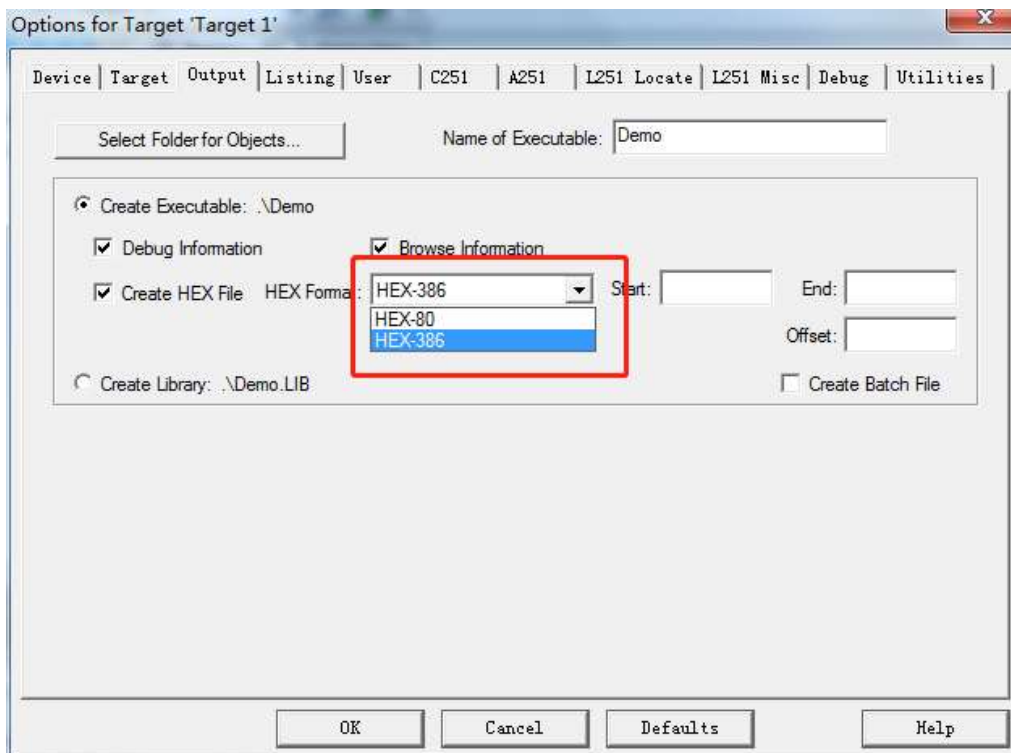 Options for Target 'Target 1'
X
Device Target Output Listing User C251 A251 L251 Locate L251 Misc Debug Utilities
Select Folder for Objects... Name of Executable: Demo
Create Executable: .\Demo
Debug Information Browse Information
Create HEX File HEX Format: HEX-386 Start: End:
HEX-80
HEX-386 Offset:
Create Library: .\Demo.LIB Create Batch File
OK Cancel Defaults Help